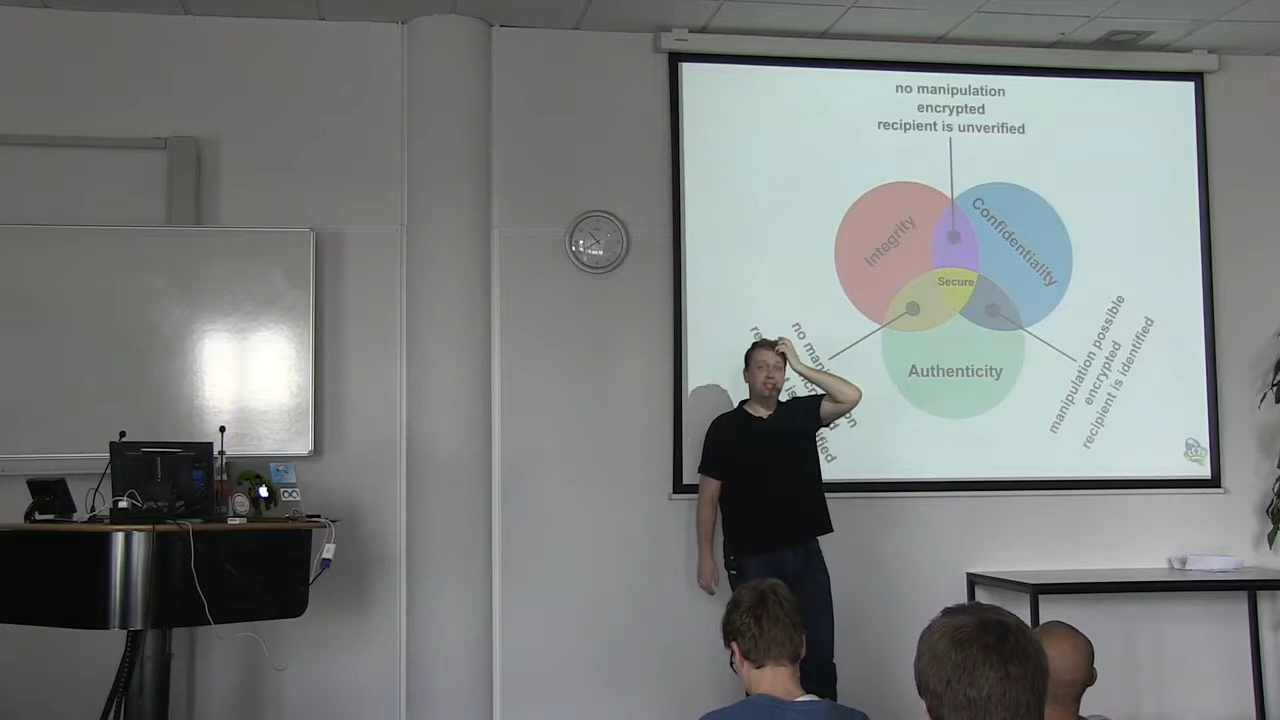 no manipulation
encrypted
recipient is unverified
Integrity
Confidentiality
Secure
Authenticity
manipulation possible
encrypted
recipient is identified